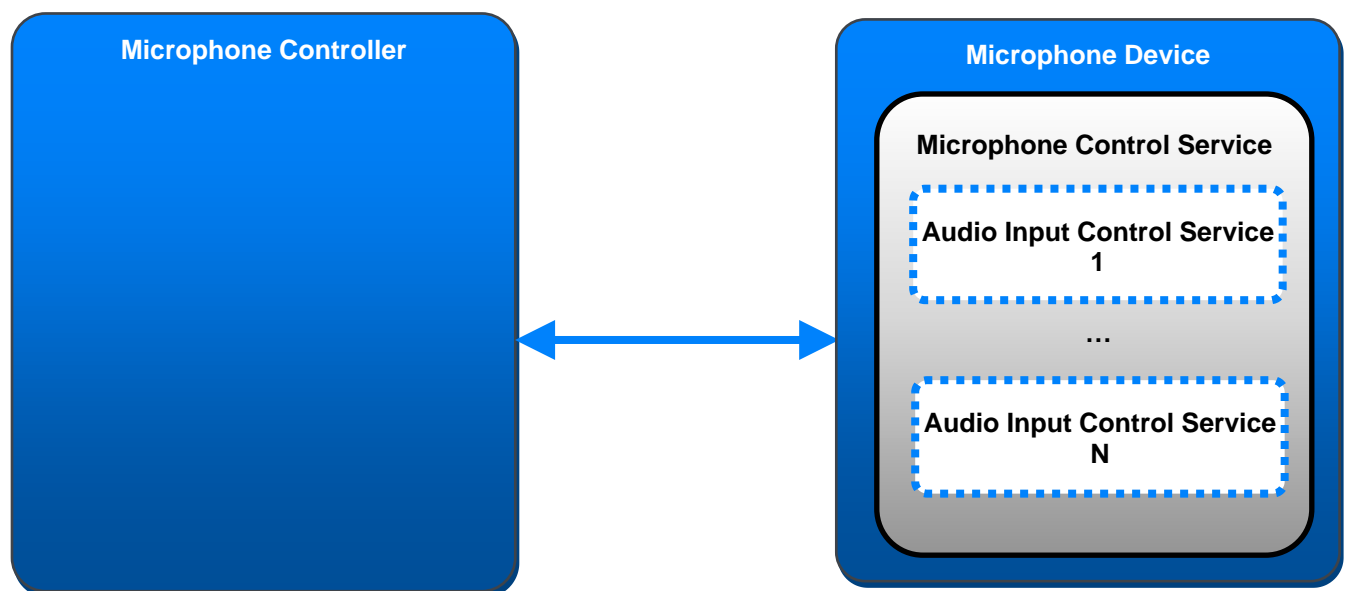 Microphone Controller
Microphone Device
Microphone Control Service
Audio Input Control Service
1
…
Audio Input Control Service
N